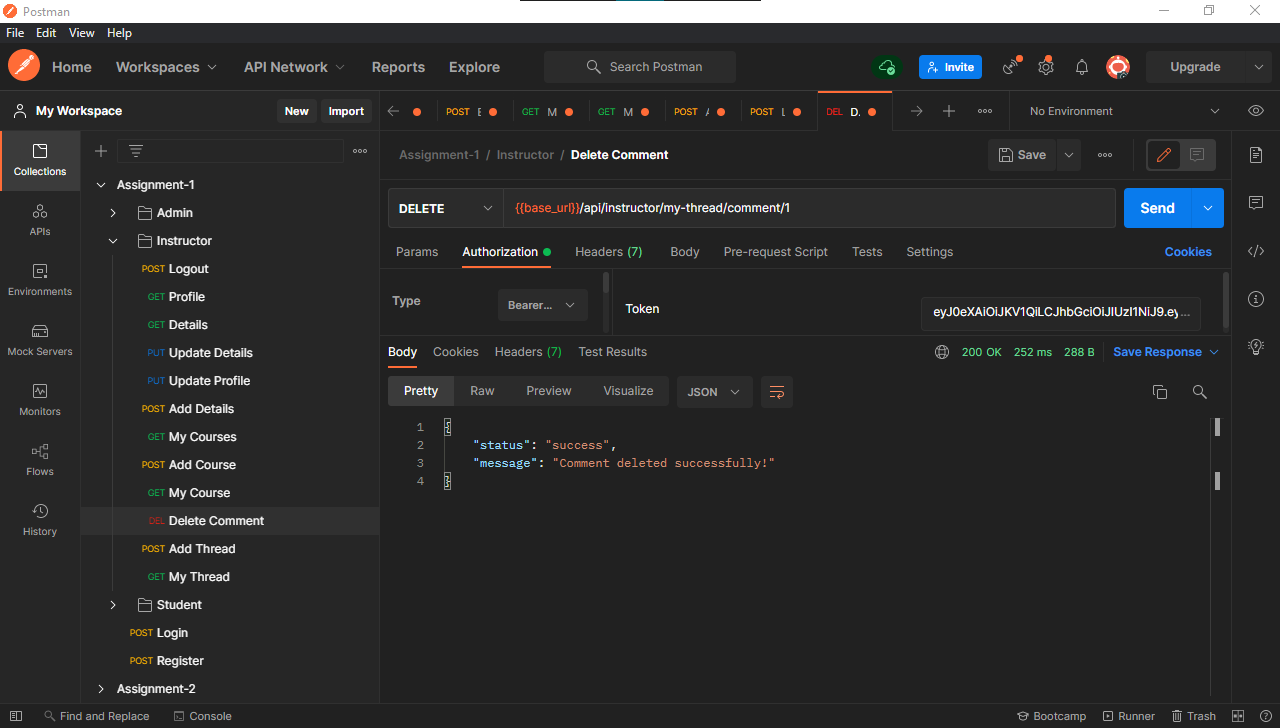 Postman
File Edit View Help
Home Workspaces API Network Reports Explore Search Postman Invite Upgrade
My Workspace New Import
POST E GET M GET M POST A POST L DEL D. No Environment
Collections
APIs
Environments
Mock Servers
Monitors
Flows
History
Assignment-1
Admin
Instructor
POST Logout
GET Profile
GET Details
PUT Update Details
PUT Update Profile
POST Add Details
GET My Courses
POST Add Course
GET My Course
DEL Delete Comment
POST Add Thread
GET My Thread
Student
POST Login
POST Register
Assignment-2
Assignment-1 / Instructor / Delete Comment Save
DELETE {{base_url}}/api/instructor/my-thread/comment/1 Send
Params Authorization Headers (7) Body Pre-request Script Tests Settings Cookies
Type Bearer... Token eyJ0eXAiOiJKV1QiLCJhbGciOiJIUzI1NiJ9.ey...
Body Cookies Headers (7) Test Results 200 OK 252 ms 288 B Save Response
Pretty Raw Preview Visualize JSON
1 {
2 "status": "success",
3 "message": "Comment deleted successfully!"
4 }
Find and Replace Console Bootcamp Runner Trash